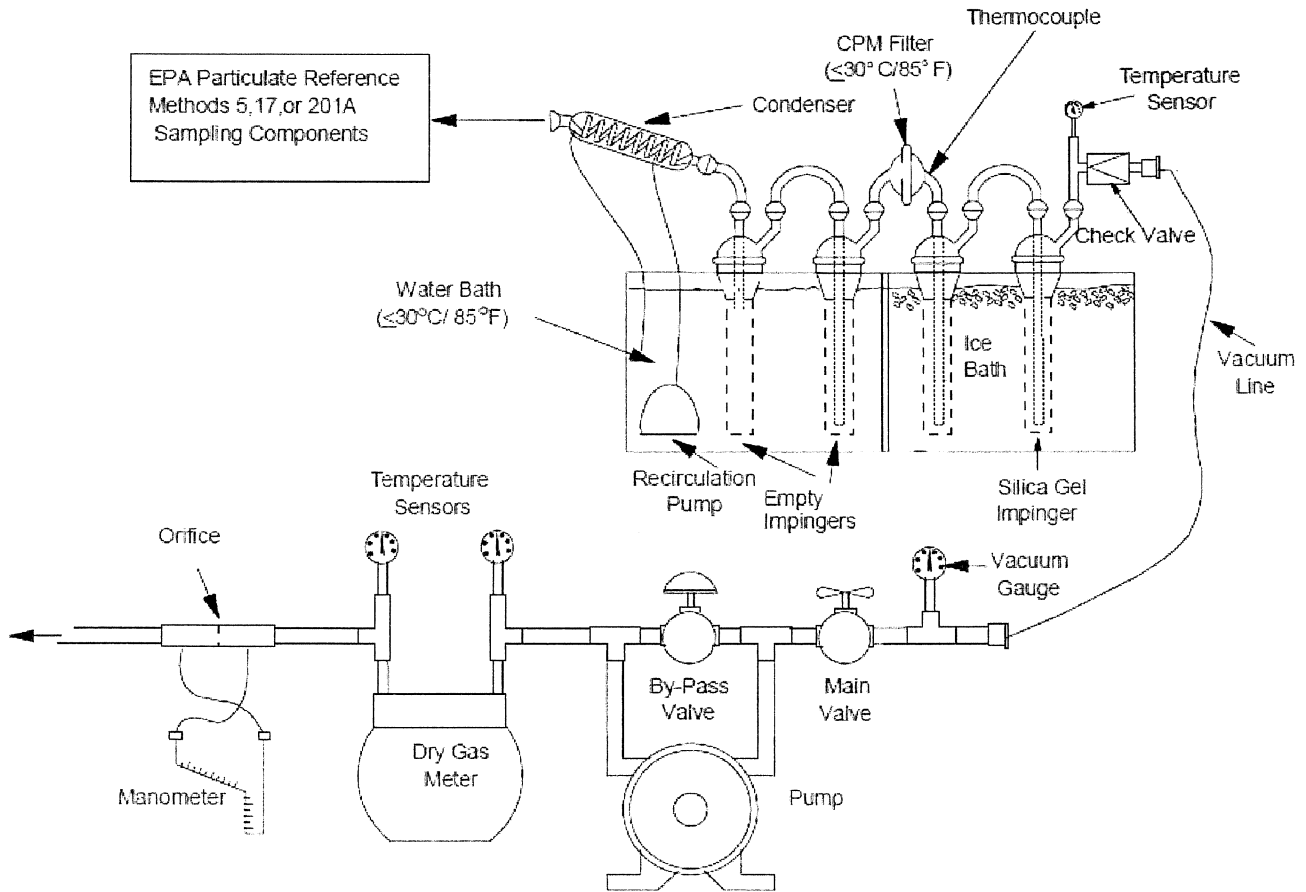 Thermocouple
CPM Filter
(≤30° C/85° F)
Temperature
Sensor
EPA Particulate Reference
Methods 5,17,or 201A
Sampling Components
Condenser
Check Valve
Water Bath
(≤30°C/ 85°F)
Ice
Bath
Vacuum
Line
Recirculation
Pump
Empty
Impingers
Silica Gel
Impinger
Temperature
Sensors
Orifice
Vacuum
Gauge
By-Pass
Valve
Main
Valve
Dry Gas
Meter
Manometer
Pump